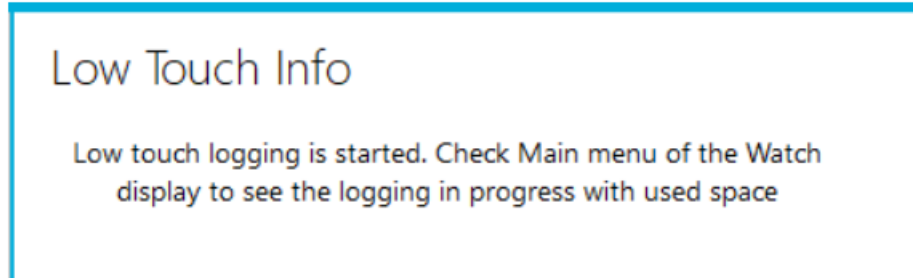 Low Touch Info
Low touch logging is started. Check Main menu of the Watch
display to see the logging in progress with used space